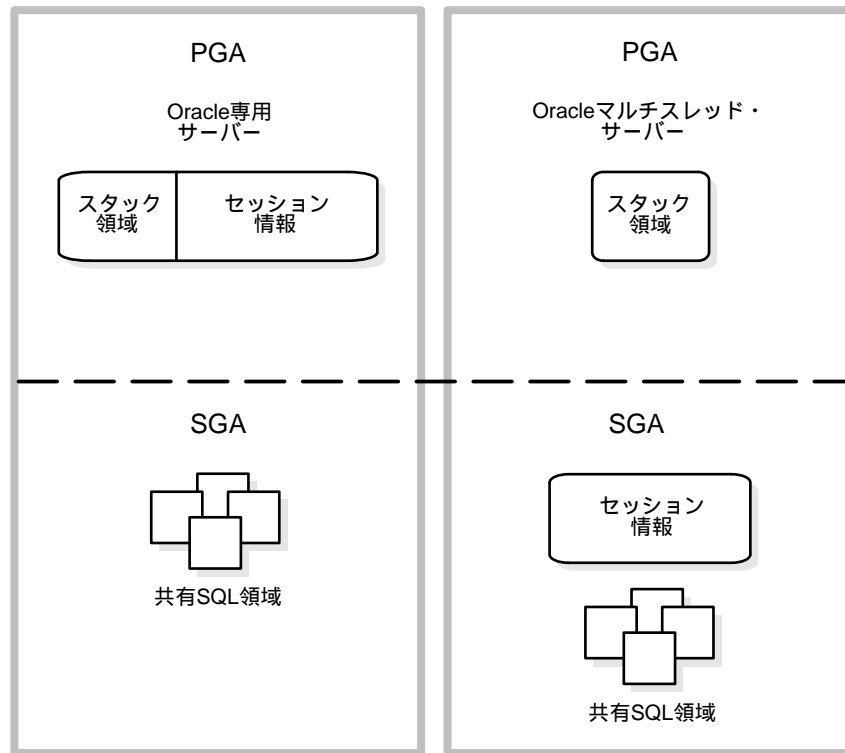 PGA
Oracle専用
サーバー
スタック
領域
セッション
情報
SGA
共有SQL領域
PGA
Oracleマルチスレッド・
サーバー
スタック
領域
SGA
セッション
情報
共有SQL領域